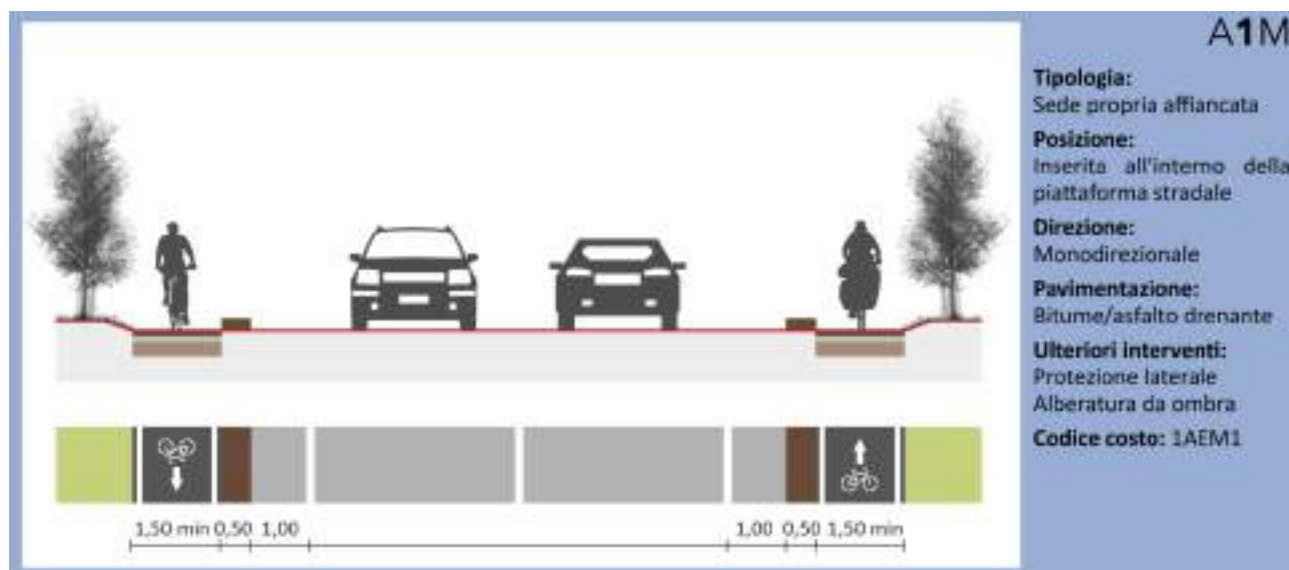 A1M
Tipologia:
Sede propria affiancata
Posizione:
Inserita all'interno della
piattaforma stradale
Direzione:
Monodirezionale
Pavimentazione:
Bitume/asfalto drenante
Ulteriori interventi:
Protezione laterale
Alberatura da ombra
Codice costo: 1AEM1
1,50 min 0,50 1,00
1,00 0,50 1,50 min